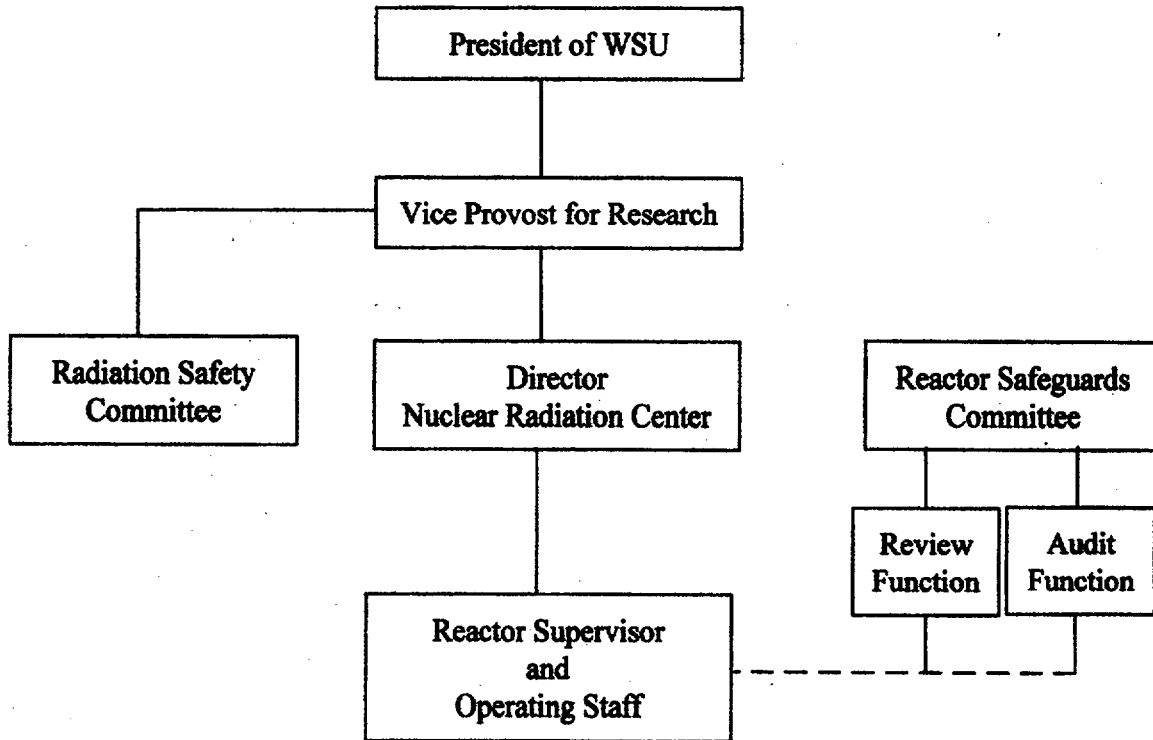 President of WSU
Vice Provost for Research
Radiation Safety
Committee
Director
Nuclear Radiation Center
Reactor Safeguards
Committee
Review
Function
Audit
Function
Reactor Supervisor
and
Operating Staff